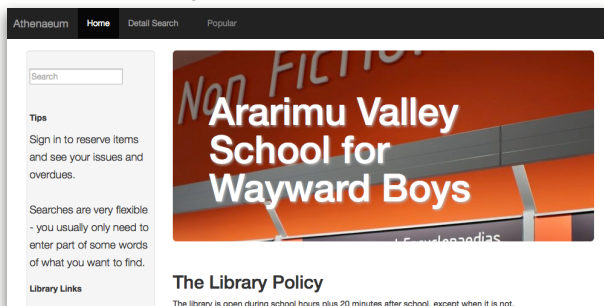 Athenaeum Home Detail Search Popular
Search
Tips
Sign in to reserve items
and see your issues and
overdues.
Searches are very flexible
- you usually only need to
enter part of some words
of what you want to find.
Library Links
Non Fiction
Ararimu Valley
School for
Wayward Boys
Encyclopaedias
The Library Policy
The library is open during school hours plus 20 minutes after school, except when it is not.